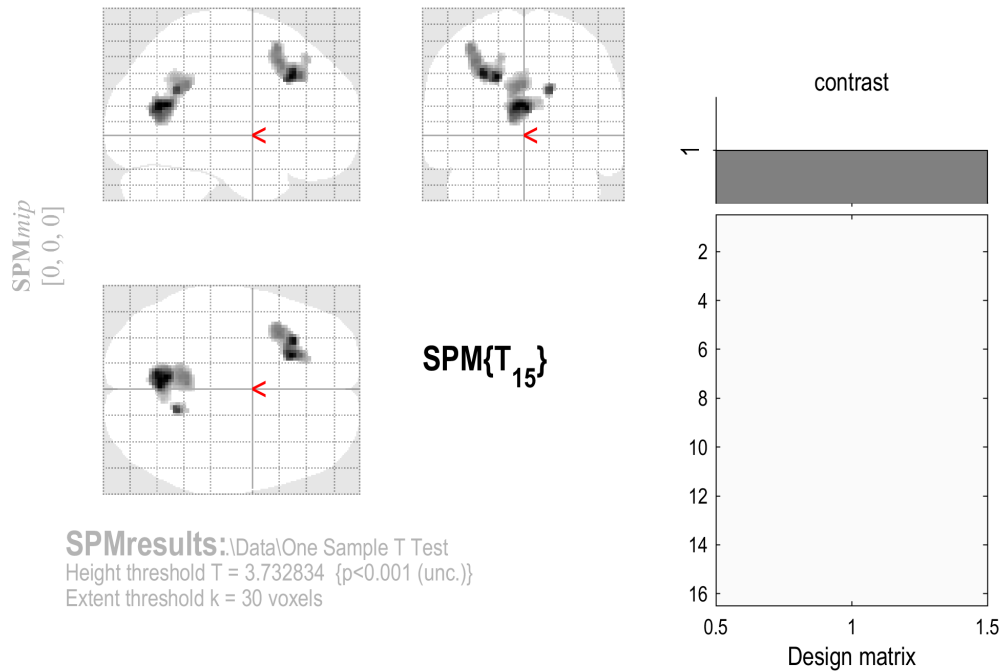 SPMmip
[0, 0, 0]
<
<
<
SPM{T15}
contrast
1
2
4
6
8
10
12
14
16
0.5 1 1.5
Design matrix
SPMresults: .\Data\One Sample T Test
Height threshold T = 3.732834 {p<0.001 (unc.)}
Extent threshold k = 30 voxels